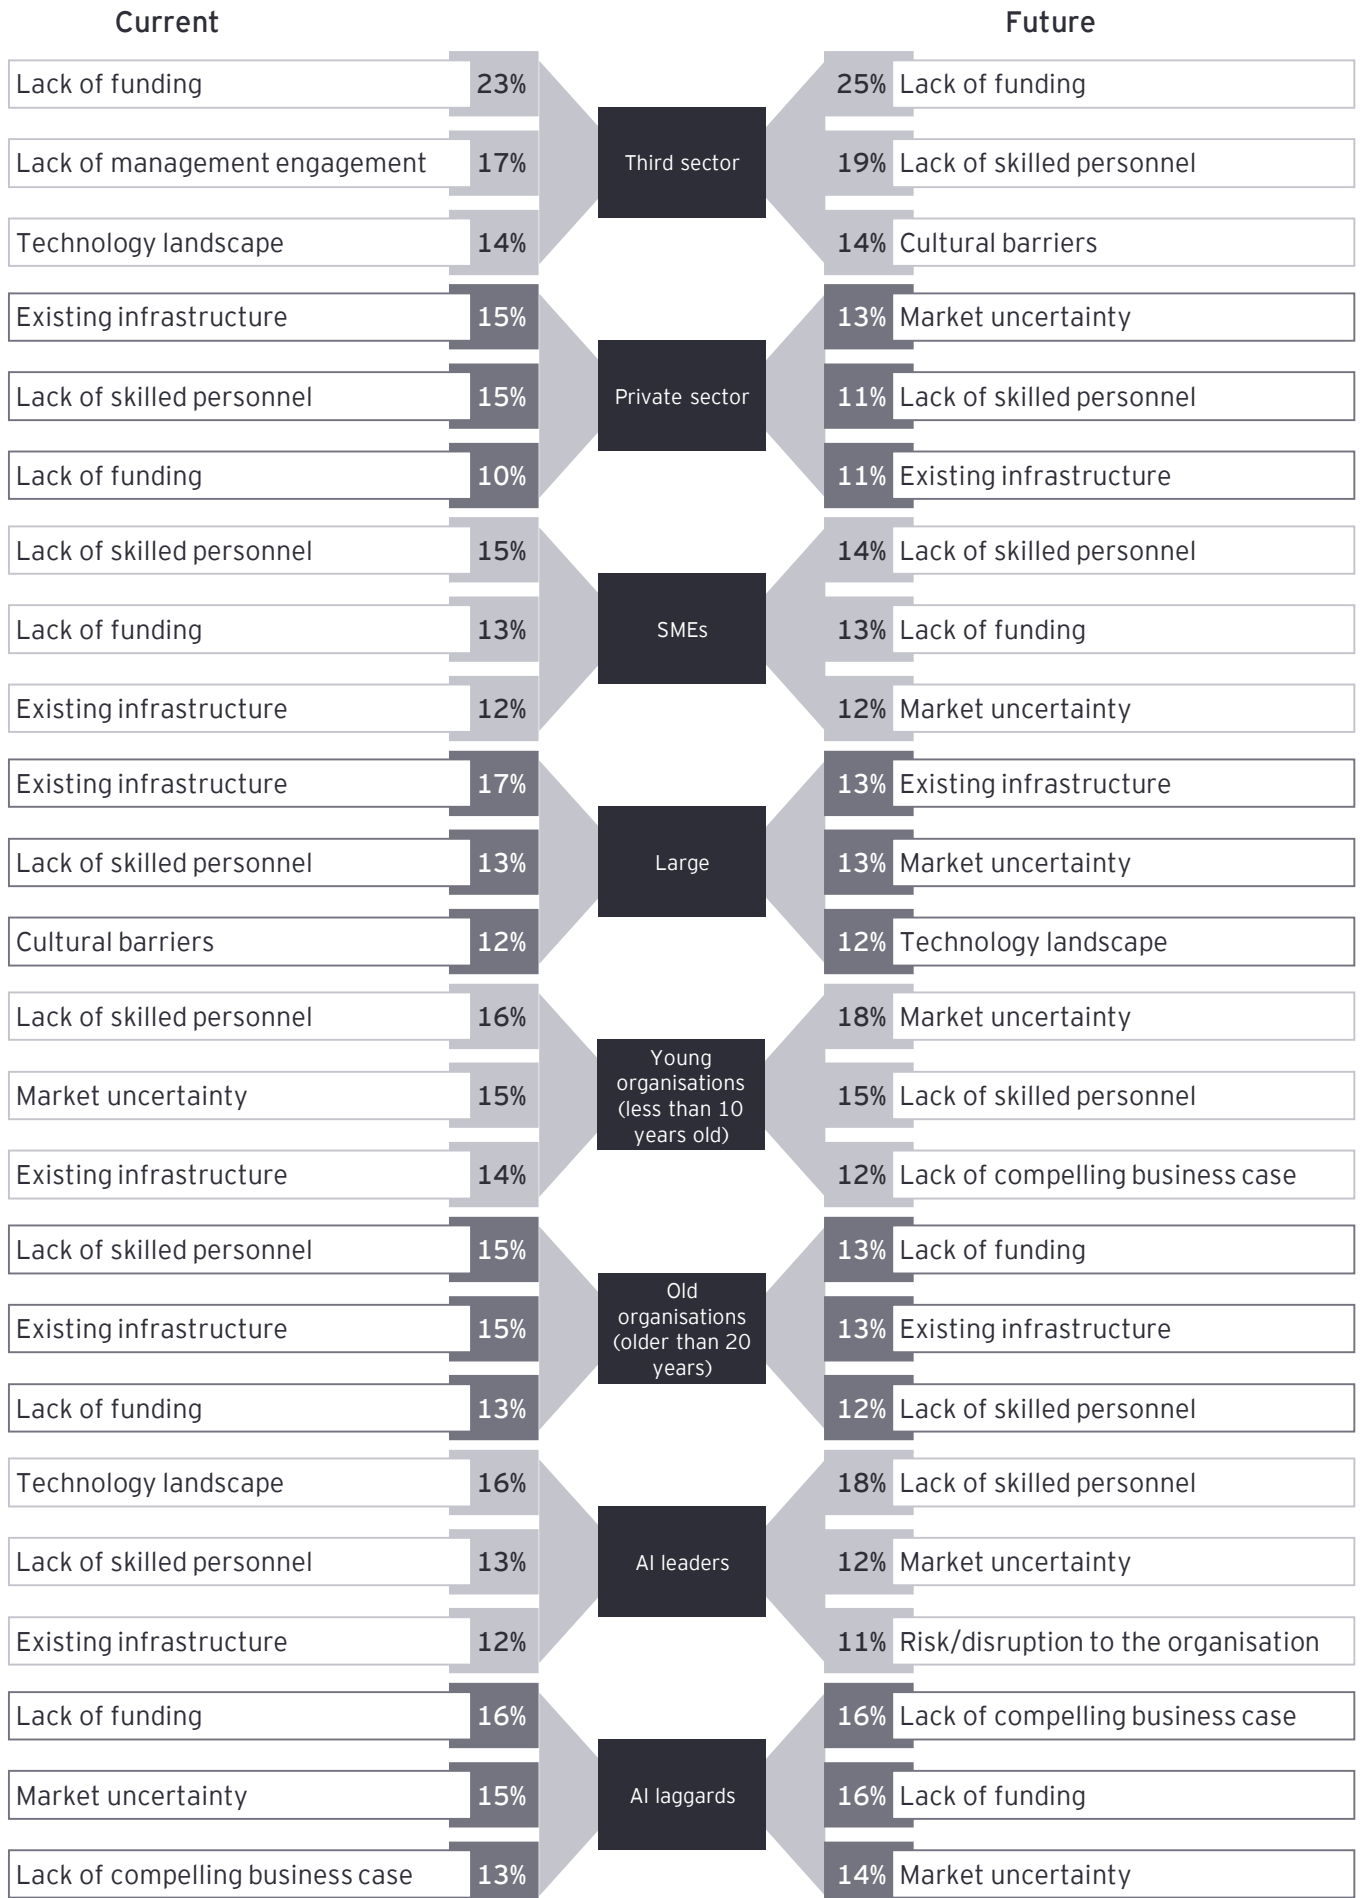 Current
Future
Lack of funding 23% 25% Lack of funding
Lack of management engagement 17% Third sector 19% Lack of skilled personnel
Technology landscape 14% 14% Cultural barriers
Existing infrastructure 15% 13% Market uncertainty
Lack of skilled personnel 15% Private sector 11% Lack of skilled personnel
Lack of funding 10% 11% Existing infrastructure
Lack of skilled personnel 15% 14% Lack of skilled personnel
Lack of funding 13% SMEs 13% Lack of funding
Existing infrastructure 12% 12% Market uncertainty
Existing infrastructure 17% 13% Existing infrastructure
Lack of skilled personnel 13% Large 13% Market uncertainty
Cultural barriers 12% 12% Technology landscape
Lack of skilled personnel 16% 18% Market uncertainty
Young
organisations
Market uncertainty 15% 15% Lack of skilled personnel
(less than 10
years old)
Existing infrastructure 14% 12% Lack of compelling business case
Lack of skilled personnel 15% 13% Lack of funding
Old
organisations
Existing infrastructure 15% 13% Existing infrastructure
(older than 20
years)
Lack of funding 13% 12% Lack of skilled personnel
Technology landscape 16% 18% Lack of skilled personnel
Lack of skilled personnel 13% AI leaders 12% Market uncertainty
Existing infrastructure 12% 11% Risk/disruption to the organisation
Lack of funding 16% 16% Lack of compelling business case
Market uncertainty 15% AI laggards 16% Lack of funding
Lack of compelling business case 13% 14% Market uncertainty